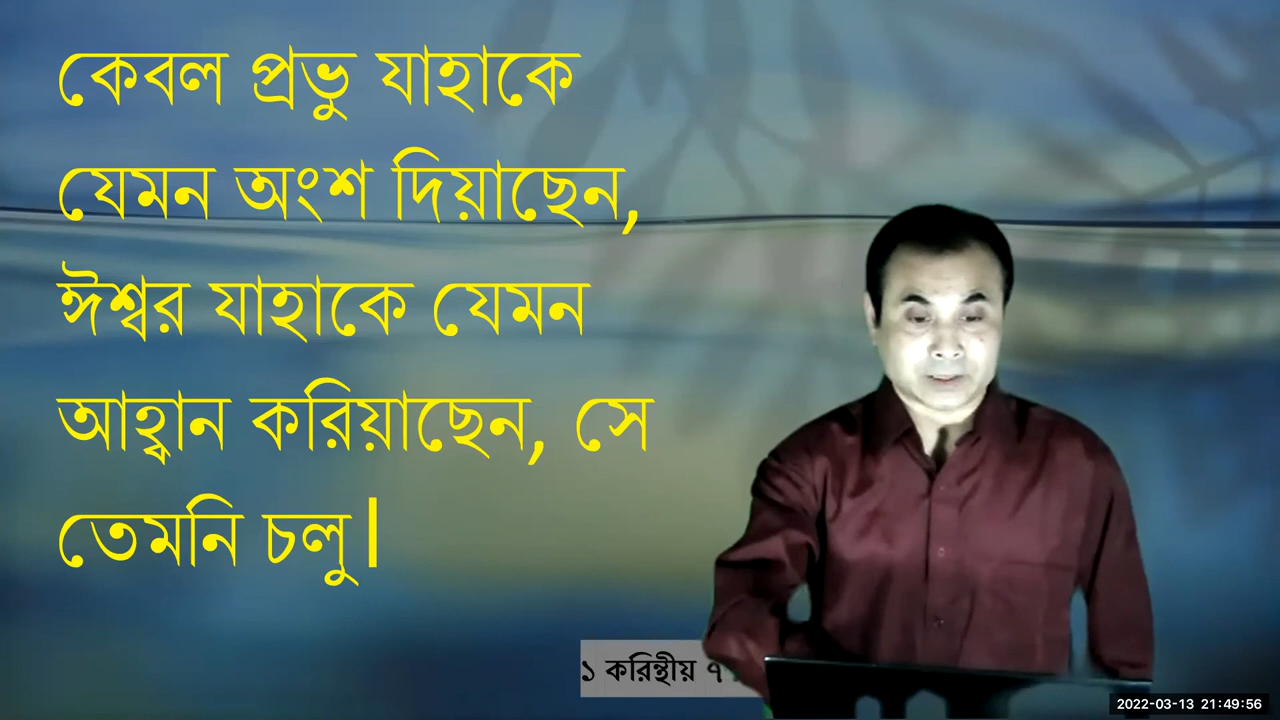 কেবল প্রভু যাহাকে
যেমন অংশ দিয়াছেন,
ঈশ্বর যাহাকে যেমন
আহ্বান করিয়াছেন, সে
তেমনি চলু।
১ করিন্থীয় ৭
2022-03-13 21:49:56